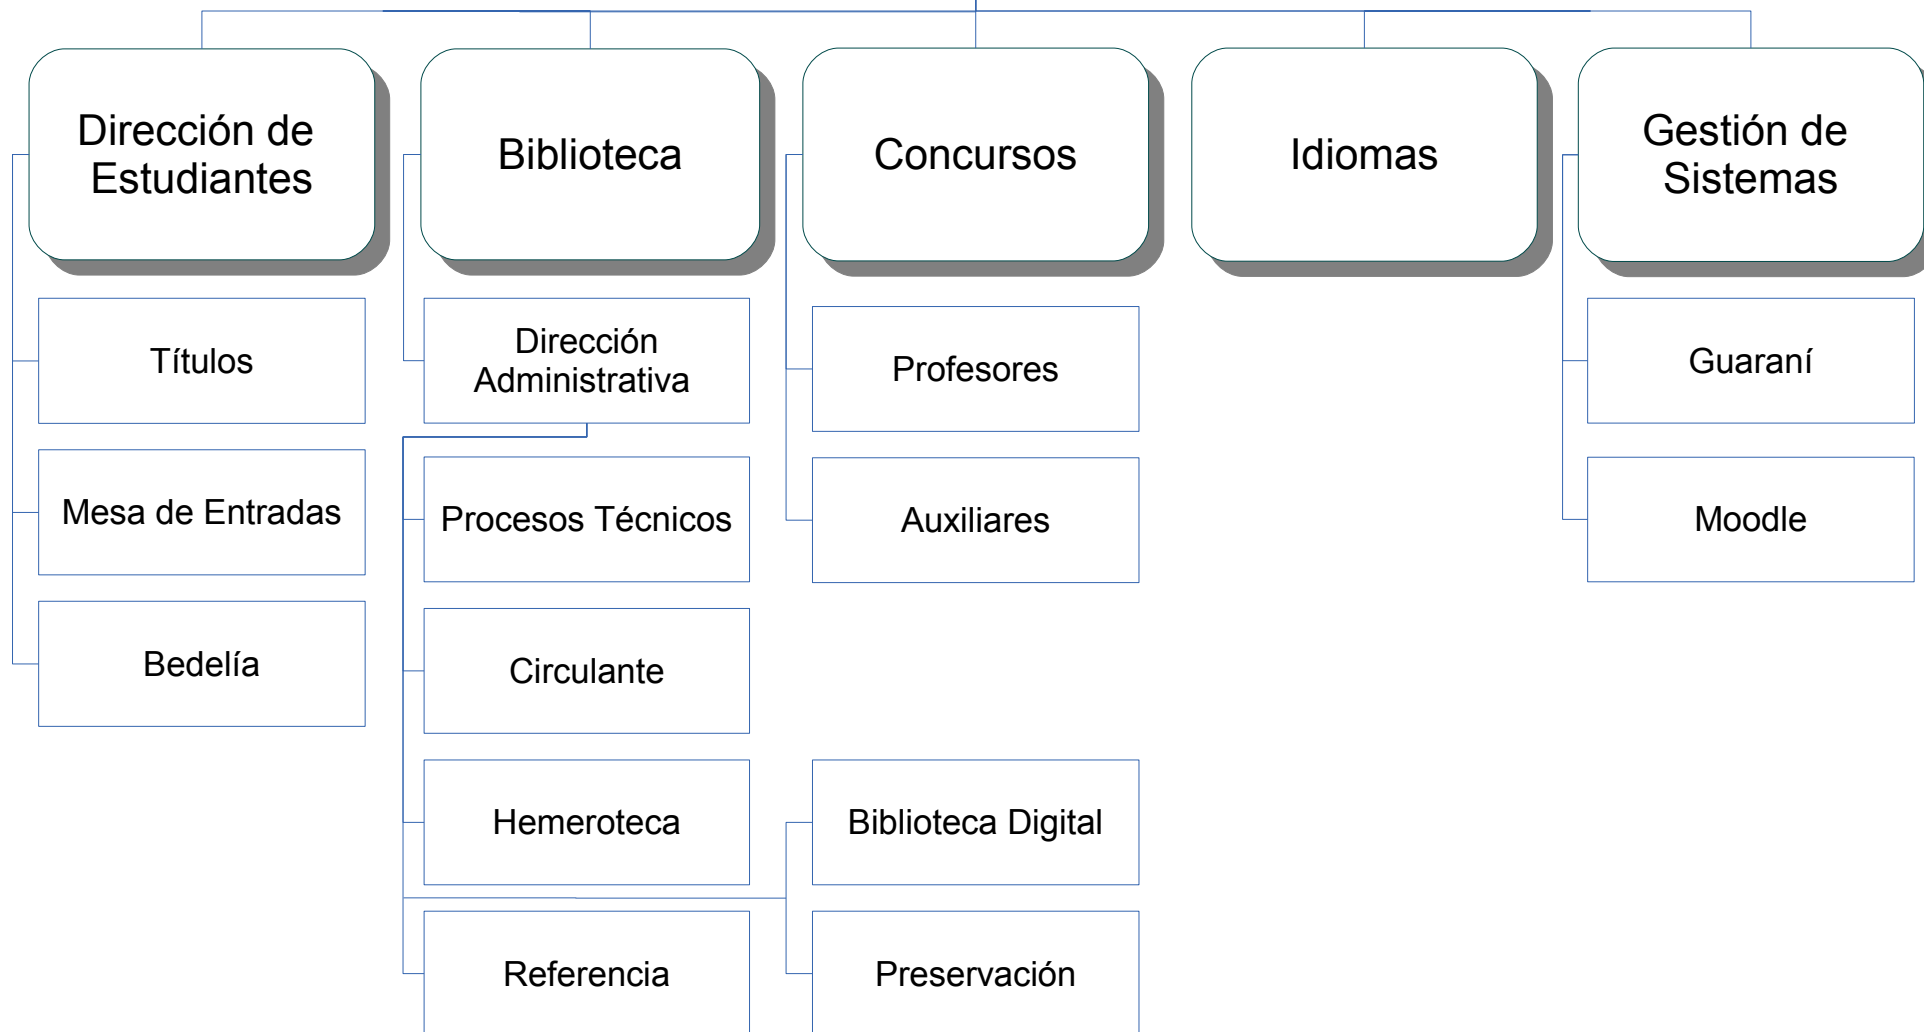 Dirección de
Estudiantes
Biblioteca
Concursos
Idiomas
Gestión de
Sistemas
Títulos
Dirección
Administrativa
Profesores
Guaraní
Mesa de Entradas
Procesos Técnicos
Auxiliares
Moodle
Bedelía
Circulante
Hemeroteca
Biblioteca Digital
Referencia
Preservación